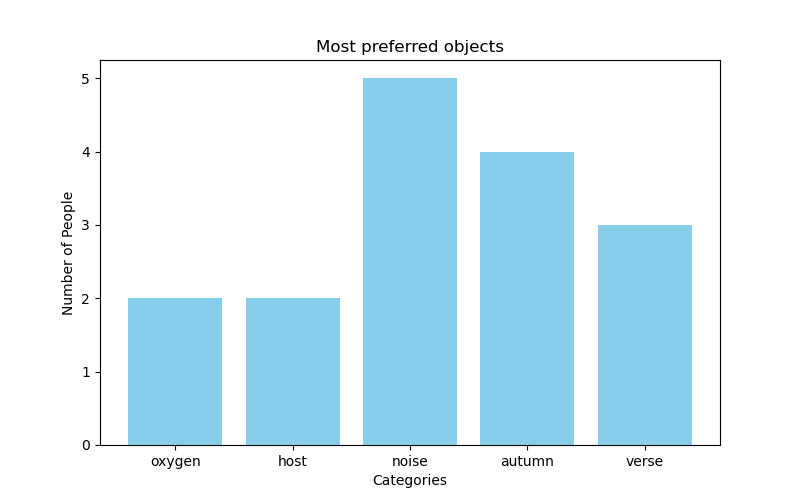 Most preferred objects
Number of People
5
4
3
2
1
0
oxygen host noise autumn verse
Categories